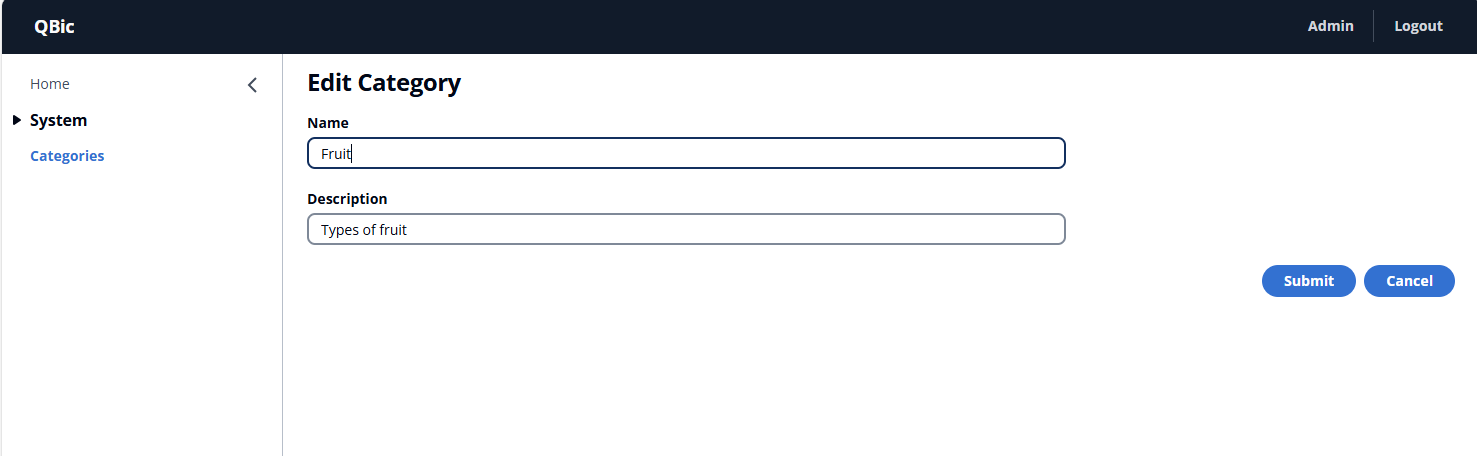 QBic
Admin
Logout
Home
System
Categories
Edit Category
Name
Fruit
Description
Types of fruit
Submit
Cancel